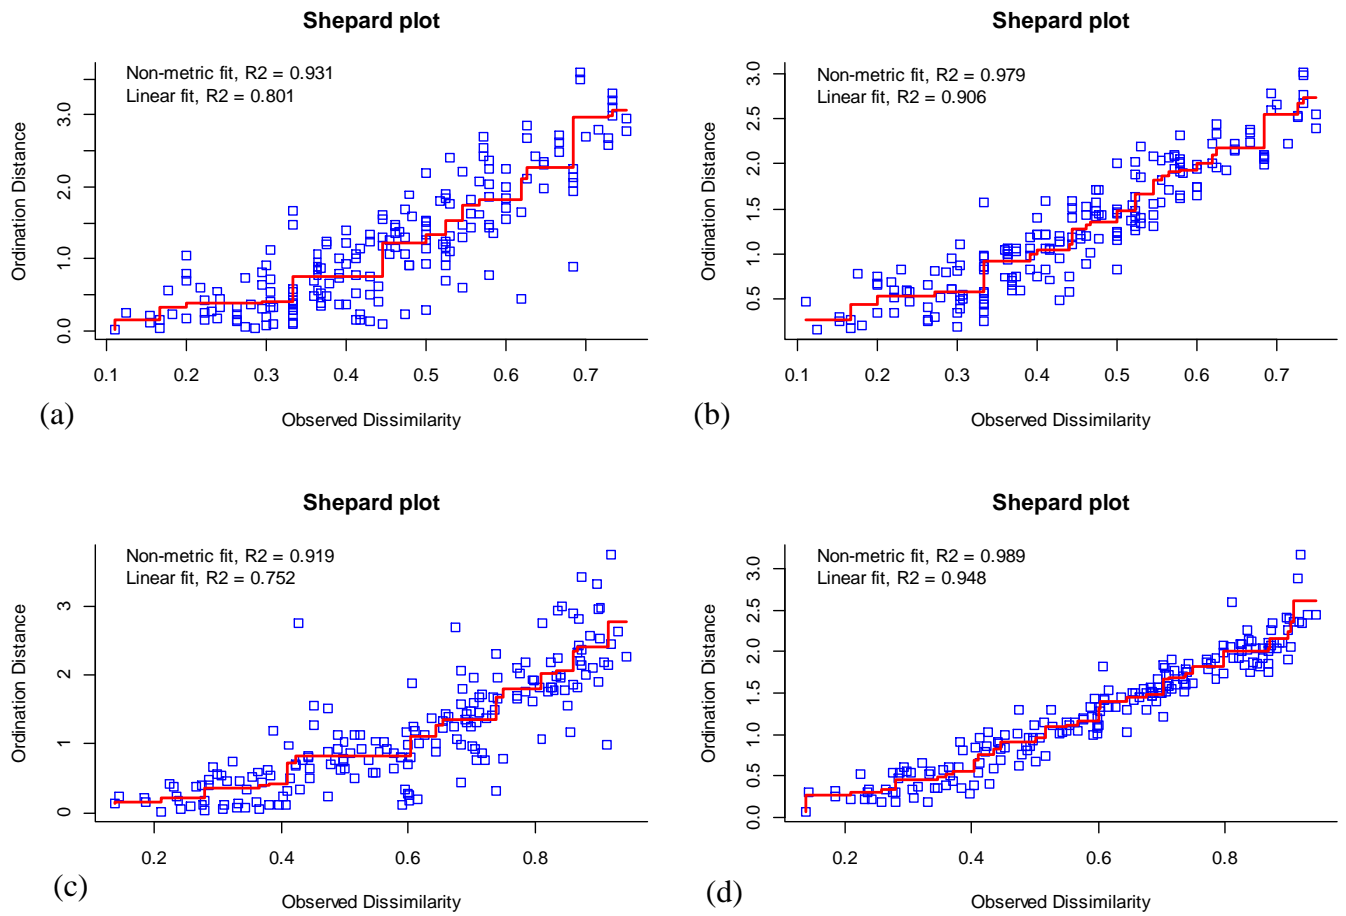 Shepard plot
Non-metric fit, R2 = 0.931
Linear fit, R2 = 0.801
Ordination Distance
0.0 1.0 2.0 3.0
0.1 0.2 0.3 0.4 0.5 0.6 0.7
Observed Dissimilarity
(a)
Shepard plot
Non-metric fit, R2 = 0.979
Linear fit, R2 = 0.906
Ordination Distance
0.5 1.0 1.5 2.0 2.5 3.0
0.1 0.2 0.3 0.4 0.5 0.6 0.7
Observed Dissimilarity
(b)
Shepard plot
Non-metric fit, R2 = 0.919
Linear fit, R2 = 0.752
Ordination Distance
0 1 2 3
0.2 0.4 0.6 0.8
Observed Dissimilarity
(c)
Shepard plot
Non-metric fit, R2 = 0.989
Linear fit, R2 = 0.948
Ordination Distance
0.0 0.5 1.0 1.5 2.0 2.5 3.0
0.2 0.4 0.6 0.8
Observed Dissimilarity
(d)